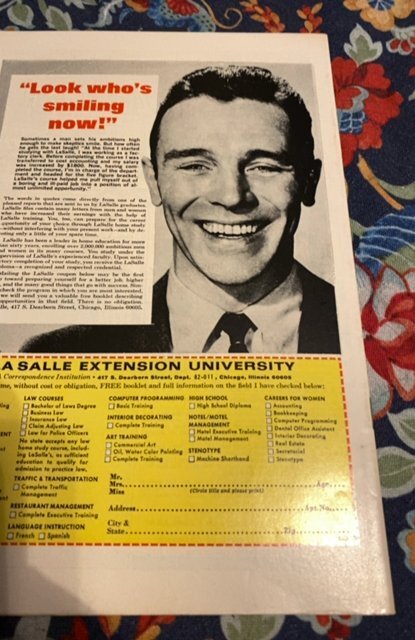 “Look who’s
smiling
now!”
Sometimes a man sets his ambitions high
enough to make skeptics smile. But how often
he gets the last laugh! “At the time I started
studying with LaSalle, I was working as a fac-
tory clerk. Before completing the course I was
transferred to cost accounting and my salary
was increased by $1800. Now, having com-
pleted the course, I’m in charge of the depart-
ment and headed for the five figure bracket.
LaSalle’s course helped me pull myself out of
a boring and ill-paid job into a position of al-
most unlimited opportunity.”
The words in quotes come directly from one of the
reports that are sent to us by LaSalle graduates.
LaSalle files contain many letters from men and women
who have increased their earnings with the help of
LaSalle training. You, too, can prepare for the career
opportunity of your choice through LaSalle home study
—without interfering with your present work—and by de-
voting only a little of your spare time.
LaSalle has been a leader in home education for more
than fifty years, enrolling over 2,000,000 ambitious men
and women in its many courses. You study under the
supervision of LaSalle’s experienced faculty. Upon satis-
tory completion of your study, you receive the LaSalle
diploma—a recognized and respected credential.
Mailing the LaSalle coupon below may be the first
toward preparing yourself for a better job higher
and the many good things that go with success. Sim-
check the program in which you are most interested,
we will send you a valuable free booklet describing
opportunities in that field. There is no obligation.
417 S. Dearborn Street, Chicago, Illinois 60605.
LA SALLE EXTENSION UNIVERSITY
A Correspondence Institution • 417 S. Dearborn Street, Dept. 82-011, Chicago, Illinois 60605
me, without cost or obligation, FREE booklet and full information on the field I have checked below:
LAW COURSES
Bachelor of Laws Degree
Business Law
Insurance Law
Claim Adjusting Law
Law for Police Officers
No state accepts any law
home study course, includ-
ing LaSalle’s, as sufficient
education to qualify for
admission to practice law.
TRAFFIC & TRANSPORTATION
Complete Traffic
Management
RESTAURANT MANAGEMENT
Complete Executive Training
LANGUAGE INSTRUCTION
French Spanish
COMPUTER PROGRAMMING
Basic Training
INTERIOR DECORATING
Complete Training
ART TRAINING
Commercial Art
Oil, Water Color Painting
Complete Training
HIGH SCHOOL
High School Diploma
HOTEL/MOTEL
MANAGEMENT
Hotel Executive Training
Motel Management
STENOTYPE
Machine Shorthand
CAREERS FOR WOMEN
Accounting
Bookkeeping
Computer Programming
Dental Office Assistant
Interior Decorating
Real Estate
Secretarial
Stenotype
Mr.
Mrs.
Miss (Circle title and please print) Age
Address Apt. No.
City &
State Zip